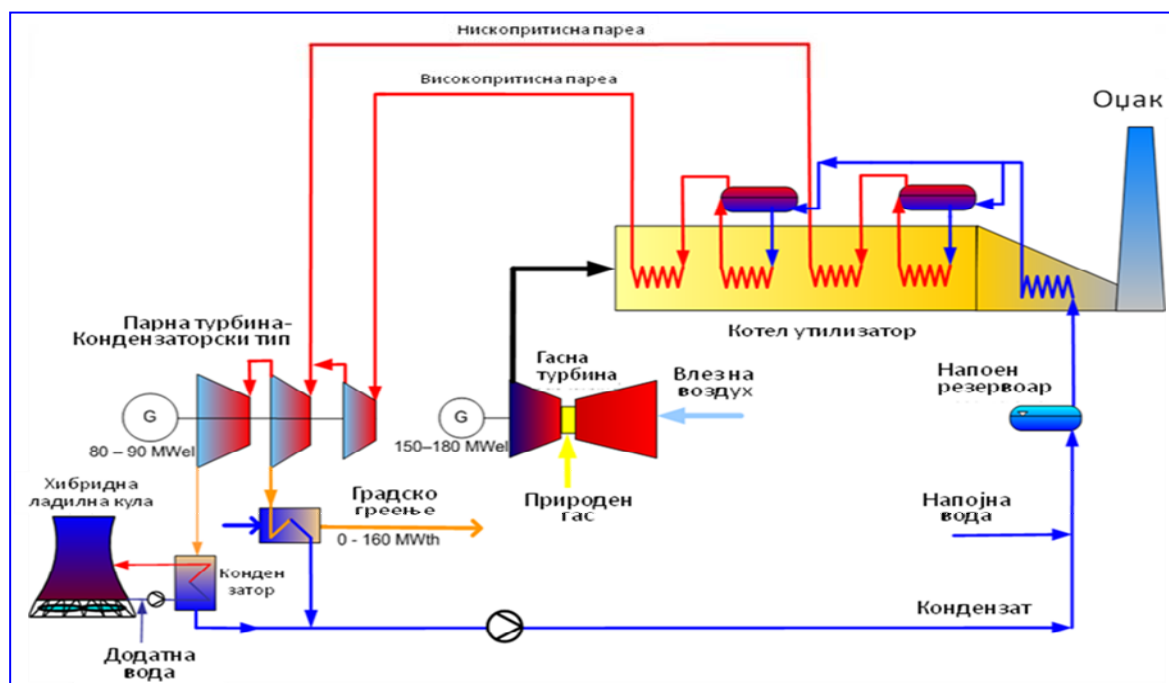 Нископритисна пареа
Високопритисна пареа
Оџак
Котел утилизатор
Парна турбина-
Кондензаторски тип
Гасна
турбина
Влез на
воздух
Напоен
резервоар
G
G
80 – 90 MWel
150–180 MWel
Хибридна
ладилна кула
Градско
греење
0 - 160 MWth
Природен
гас
Напојна
вода
Конден
затор
Кондензат
Додатна
вода